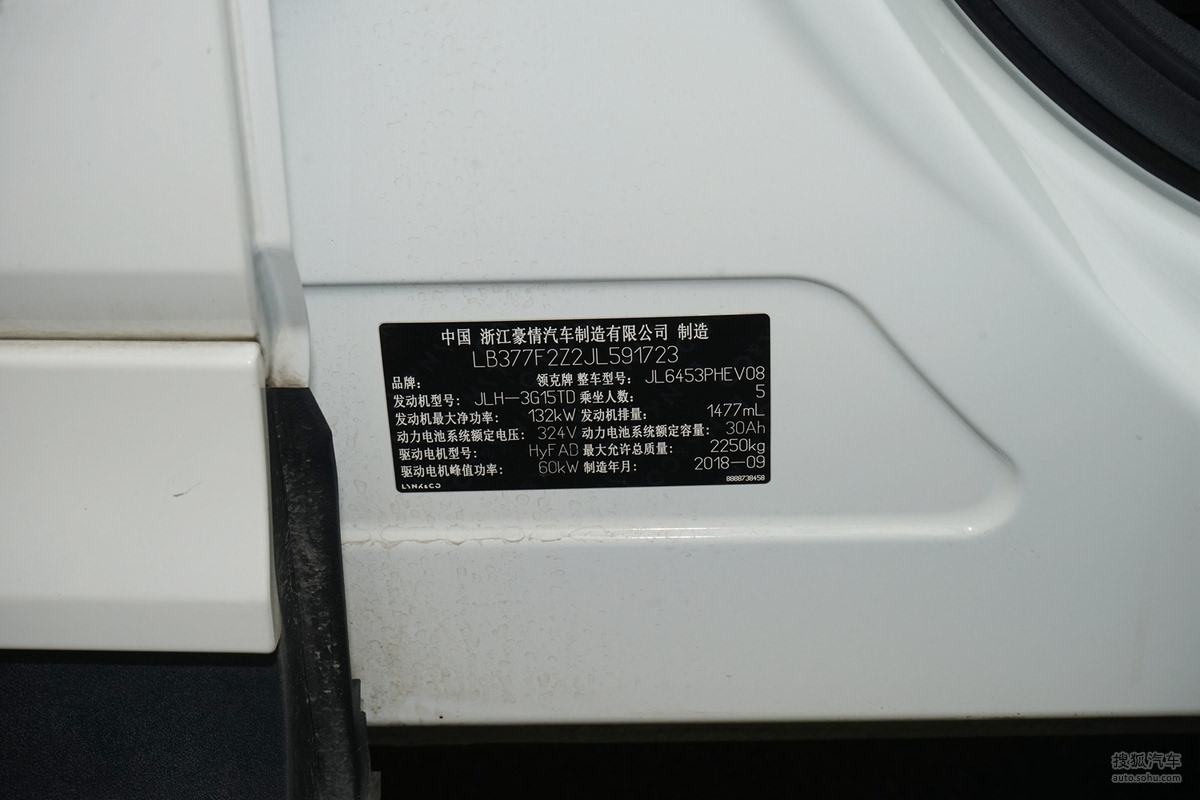 中国 浙江豪情汽车制造有限公司 制造
LB377F2Z2JL591723
品牌： 领克牌 整车型号： JL6453PHEV08
发动机型号： JLH-3G15TD 乘坐人数： 5
发动机最大净功率： 132kW 发动机排量： 1477mL
动力电池系统额定电压： 324V 动力电池系统额定容量： 30Ah
驱动电机型号： HyFAD 最大允许总质量： 2250kg
驱动电机峰值功率： 60kW 制造年月： 2018-09
LYNK&CO 8888738458
搜狐汽车
auto.sohu.com